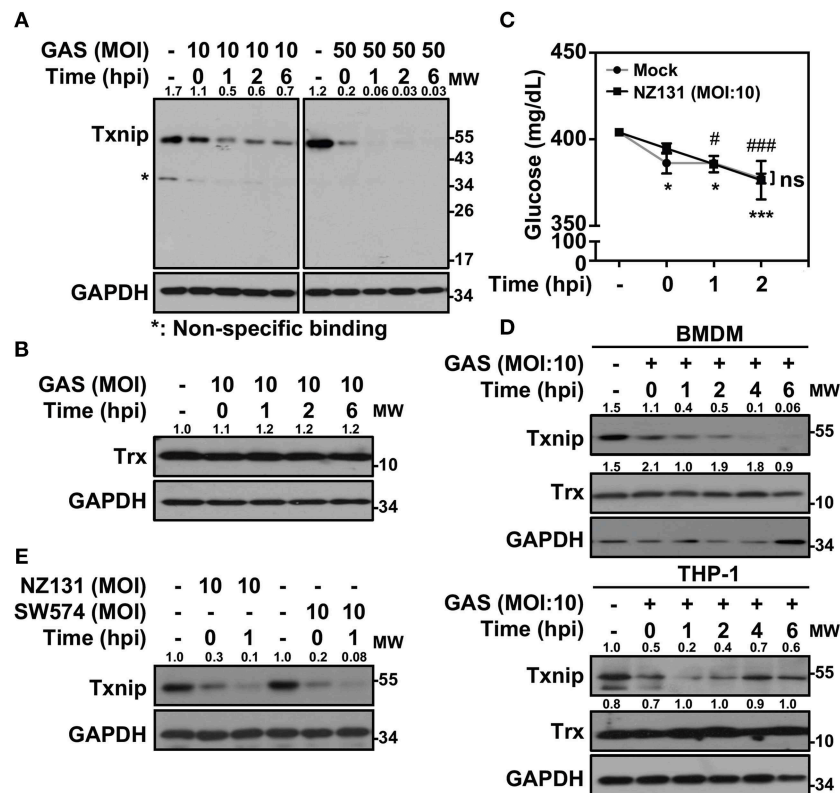 A
GAS (MOI) - 10 10 10 10 - 50 50 50 50
Time (hpi) - 0 1 2 6 - 0 1 2 6 MW
1.7 1.1 0.5 0.6 0.7 1.2 0.2 0.06 0.03 0.03
Txnip
*
-55
-43
-34
-26
-17
GAPDH -34
*: Non-specific binding
B
GAS (MOI) - 10 10 10 10
Time (hpi) - 0 1 2 6 MW
1.0 1.1 1.2 1.2 1.2
Trx -10
GAPDH -34
E
NZ131 (MOI) - 10 10 - - -
SW574 (MOI) - - - - 10 10
Time (hpi) - 0 1 - 0 1 MW
1.0 0.3 0.1 1.0 0.2 0.08
Txnip -55
GAPDH -34
C
Glucose (mg/dL)
450
400
350
100
0
Mock
NZ131 (MOI:10)
# ###
ns
* * ***
Time (hpi) - 0 1 2
D
BMDM
GAS (MOI:10) - + + + + +
Time (hpi) - 0 1 2 4 6 MW
1.5 1.1 0.4 0.5 0.1 0.06
Txnip -55
1.5 2.1 1.0 1.9 1.8 0.9
Trx -10
GAPDH -34
THP-1
GAS (MOI:10) - + + + + +
Time (hpi) - 0 1 2 4 6 MW
1.0 0.5 0.2 0.4 0.7 0.6
Txnip -55
0.8 0.7 1.0 1.0 0.9 1.0
Trx -10
GAPDH -34